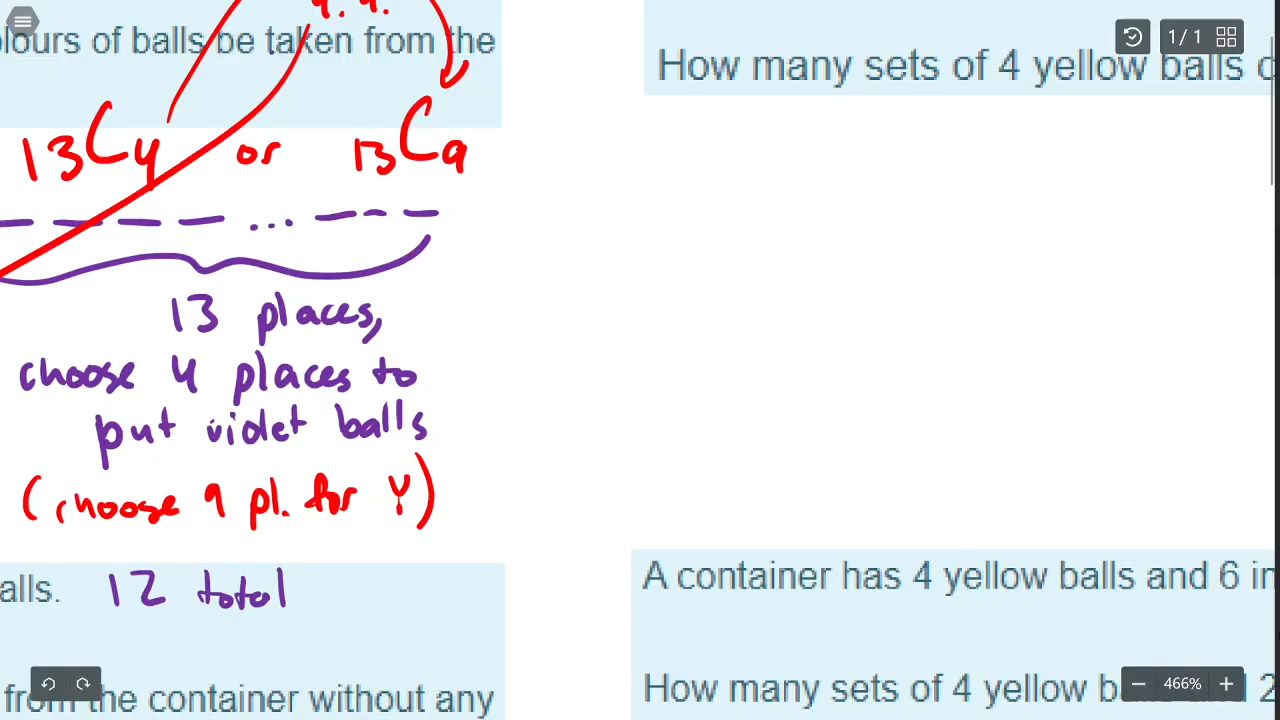 olours of balls be taken from the
13C4 or 13C9
...
13 places,
choose 4 places to
put violet balls
(choose 9 pl. for Y)
alls. 12 total
from the container without any
How many sets of 4 yellow balls
1/1
A container has 4 yellow balls and 6 in
How many sets of 4 yellow
466%